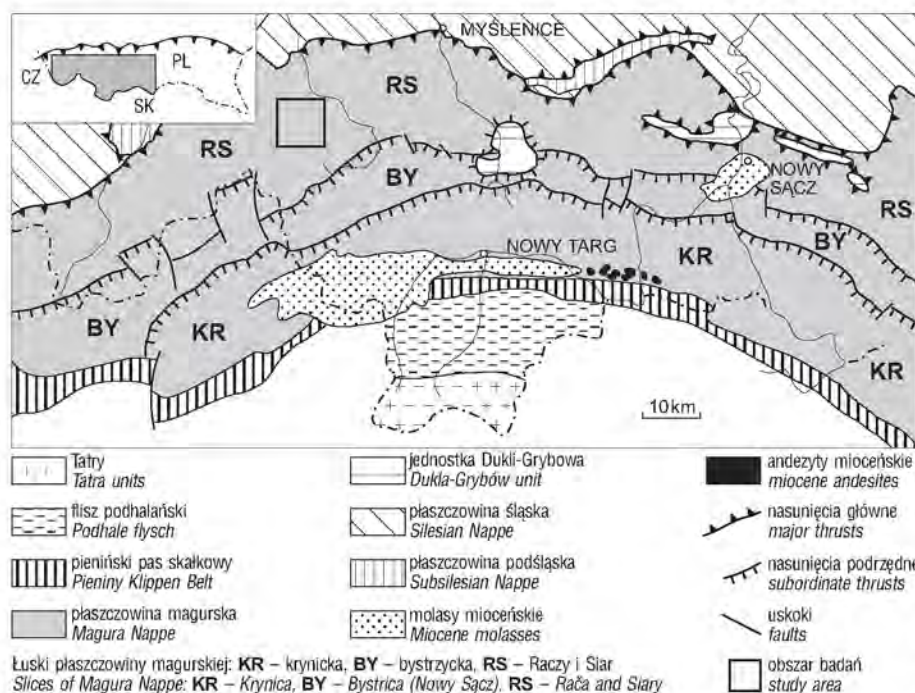 MYŚLENICE
PL
CZ
SK
RS
RS
BY
NOWY
SĄCZ
RS
NOWY TARG
KR
BY
BY
KR
KR
10km
Tatry
Tatra units
flisz podhalański
Podhale flysch
pieniński pas skałkowy
Pieniny Klippen Belt
płaszczowina magurska
Magura Nappe
jednostka Dukli-Grybowa
Dukla-Grybów unit
płaszczowina śląska
Silesian Nappe
płaszczowina podśląska
Subsilesian Nappe
molasy mioceńskie
Miocene molasses
andezyty mioceńskie
miocene andesites
nasunięcia główne
major thrusts
nasunięcia podrzędne
subordinate thrusts
uskoki
faults
obszar badań
study area
Łuski płaszczowiny magurskiej: KR – krynicka, BY – bystrzycka, RS – Raczy i Siar
Slices of Magura Nappe: KR – Krynica, BY – Bystrica (Nowy Sącz), RS – Rača and Siary